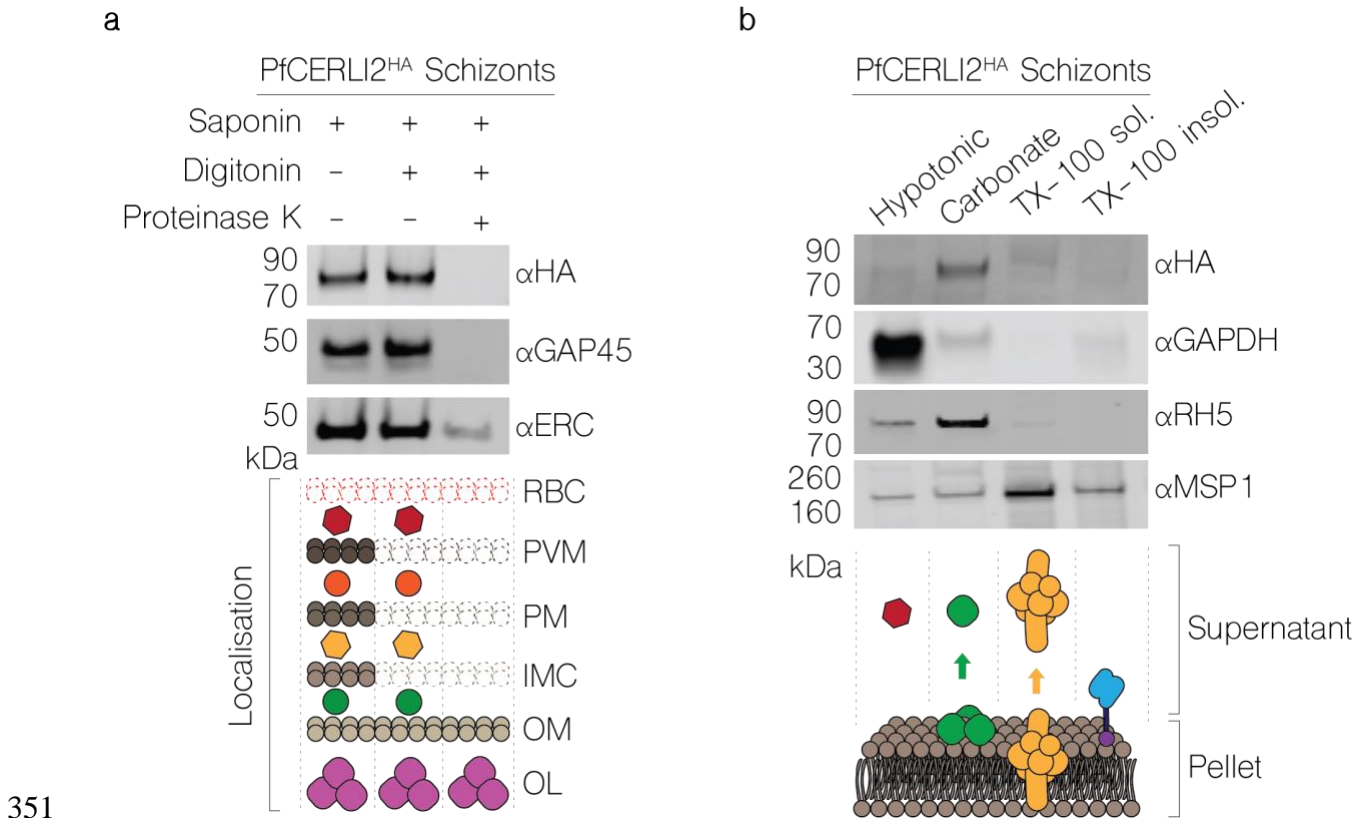 a
PfCERLI2HA Schizonts
Saponin + + +
Digitonin – + +
Proteinase K – – +
90
70
αHA
50
αGAP45
50
αERC
kDa
RBC
PVM
PM
IMC
OM
OL
Localisation
b
PfCERLI2HA Schizonts
Hypotonic
Carbonate
TX-100 sol.
TX-100 insol.
90
70
αHA
70
30
αGAPDH
90
70
αRH5
260
160
αMSP1
kDa
Supernatant
Pellet
351